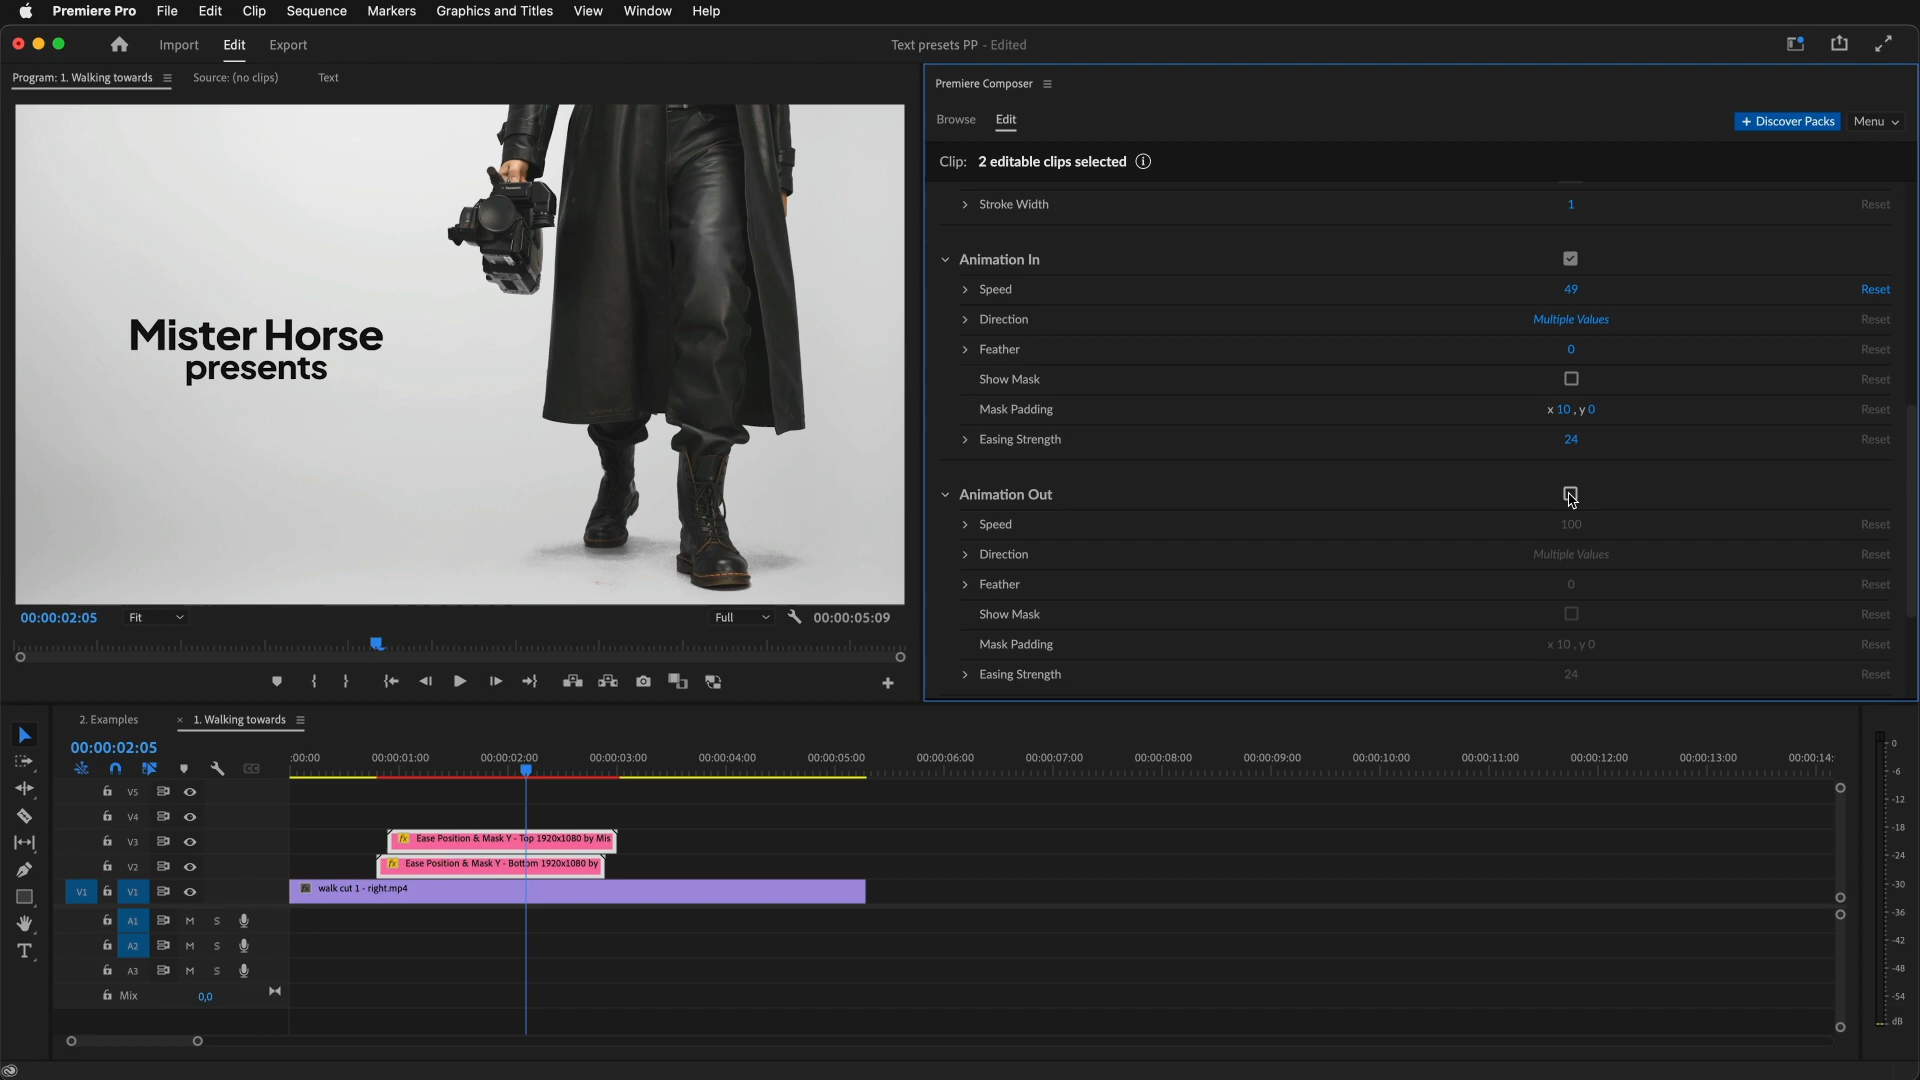 Premiere Pro File Edit Clip Sequence Markers Graphics and Titles View Window Help
Import Edit Export
Text presets PP - Edited
Program: 1. Walking towards Source: (no clips) Text
Mister Horse
presents
00:00:02:05 Fit Full 00:00:05:09
Premiere Composer
Browse Edit
+ Discover Packs Menu
Clip: 2 editable clips selected
Stroke Width 1 Reset
Animation In
Speed 49 Reset
Direction Multiple Values Reset
Feather 0 Reset
Show Mask Reset
Mask Padding x 10 , y 0 Reset
Easing Strength 24 Reset
Animation Out
Speed 100 Reset
Direction Multiple Values Reset
Feather 0 Reset
Show Mask Reset
Mask Padding x 10 , y 0 Reset
Easing Strength 24 Reset
2. Examples × 1. Walking towards
00:00:02:05
:00:00 00:00:01:00 00:00:02:00 00:00:03:00 00:00:04:00 00:00:05:00 00:00:06:00 00:00:07:00 00:00:08:00 00:00:09:00 00:00:10:00 00:00:11:00 00:00:12:00 00:00:13:00 00:00:14:
V5
V4
V3 fx Ease Position & Mask Y - Top 1920x1080 by Mis
V2 fx Ease Position & Mask Y - Bottom 1920x1080 by
V1 V1 fx walk cut 1 - right.mp4
A1 M S
A2 M S
A3 M S
Mix 0,0
0
-6
-12
-18
-24
-30
-36
-42
-48
-54
dB